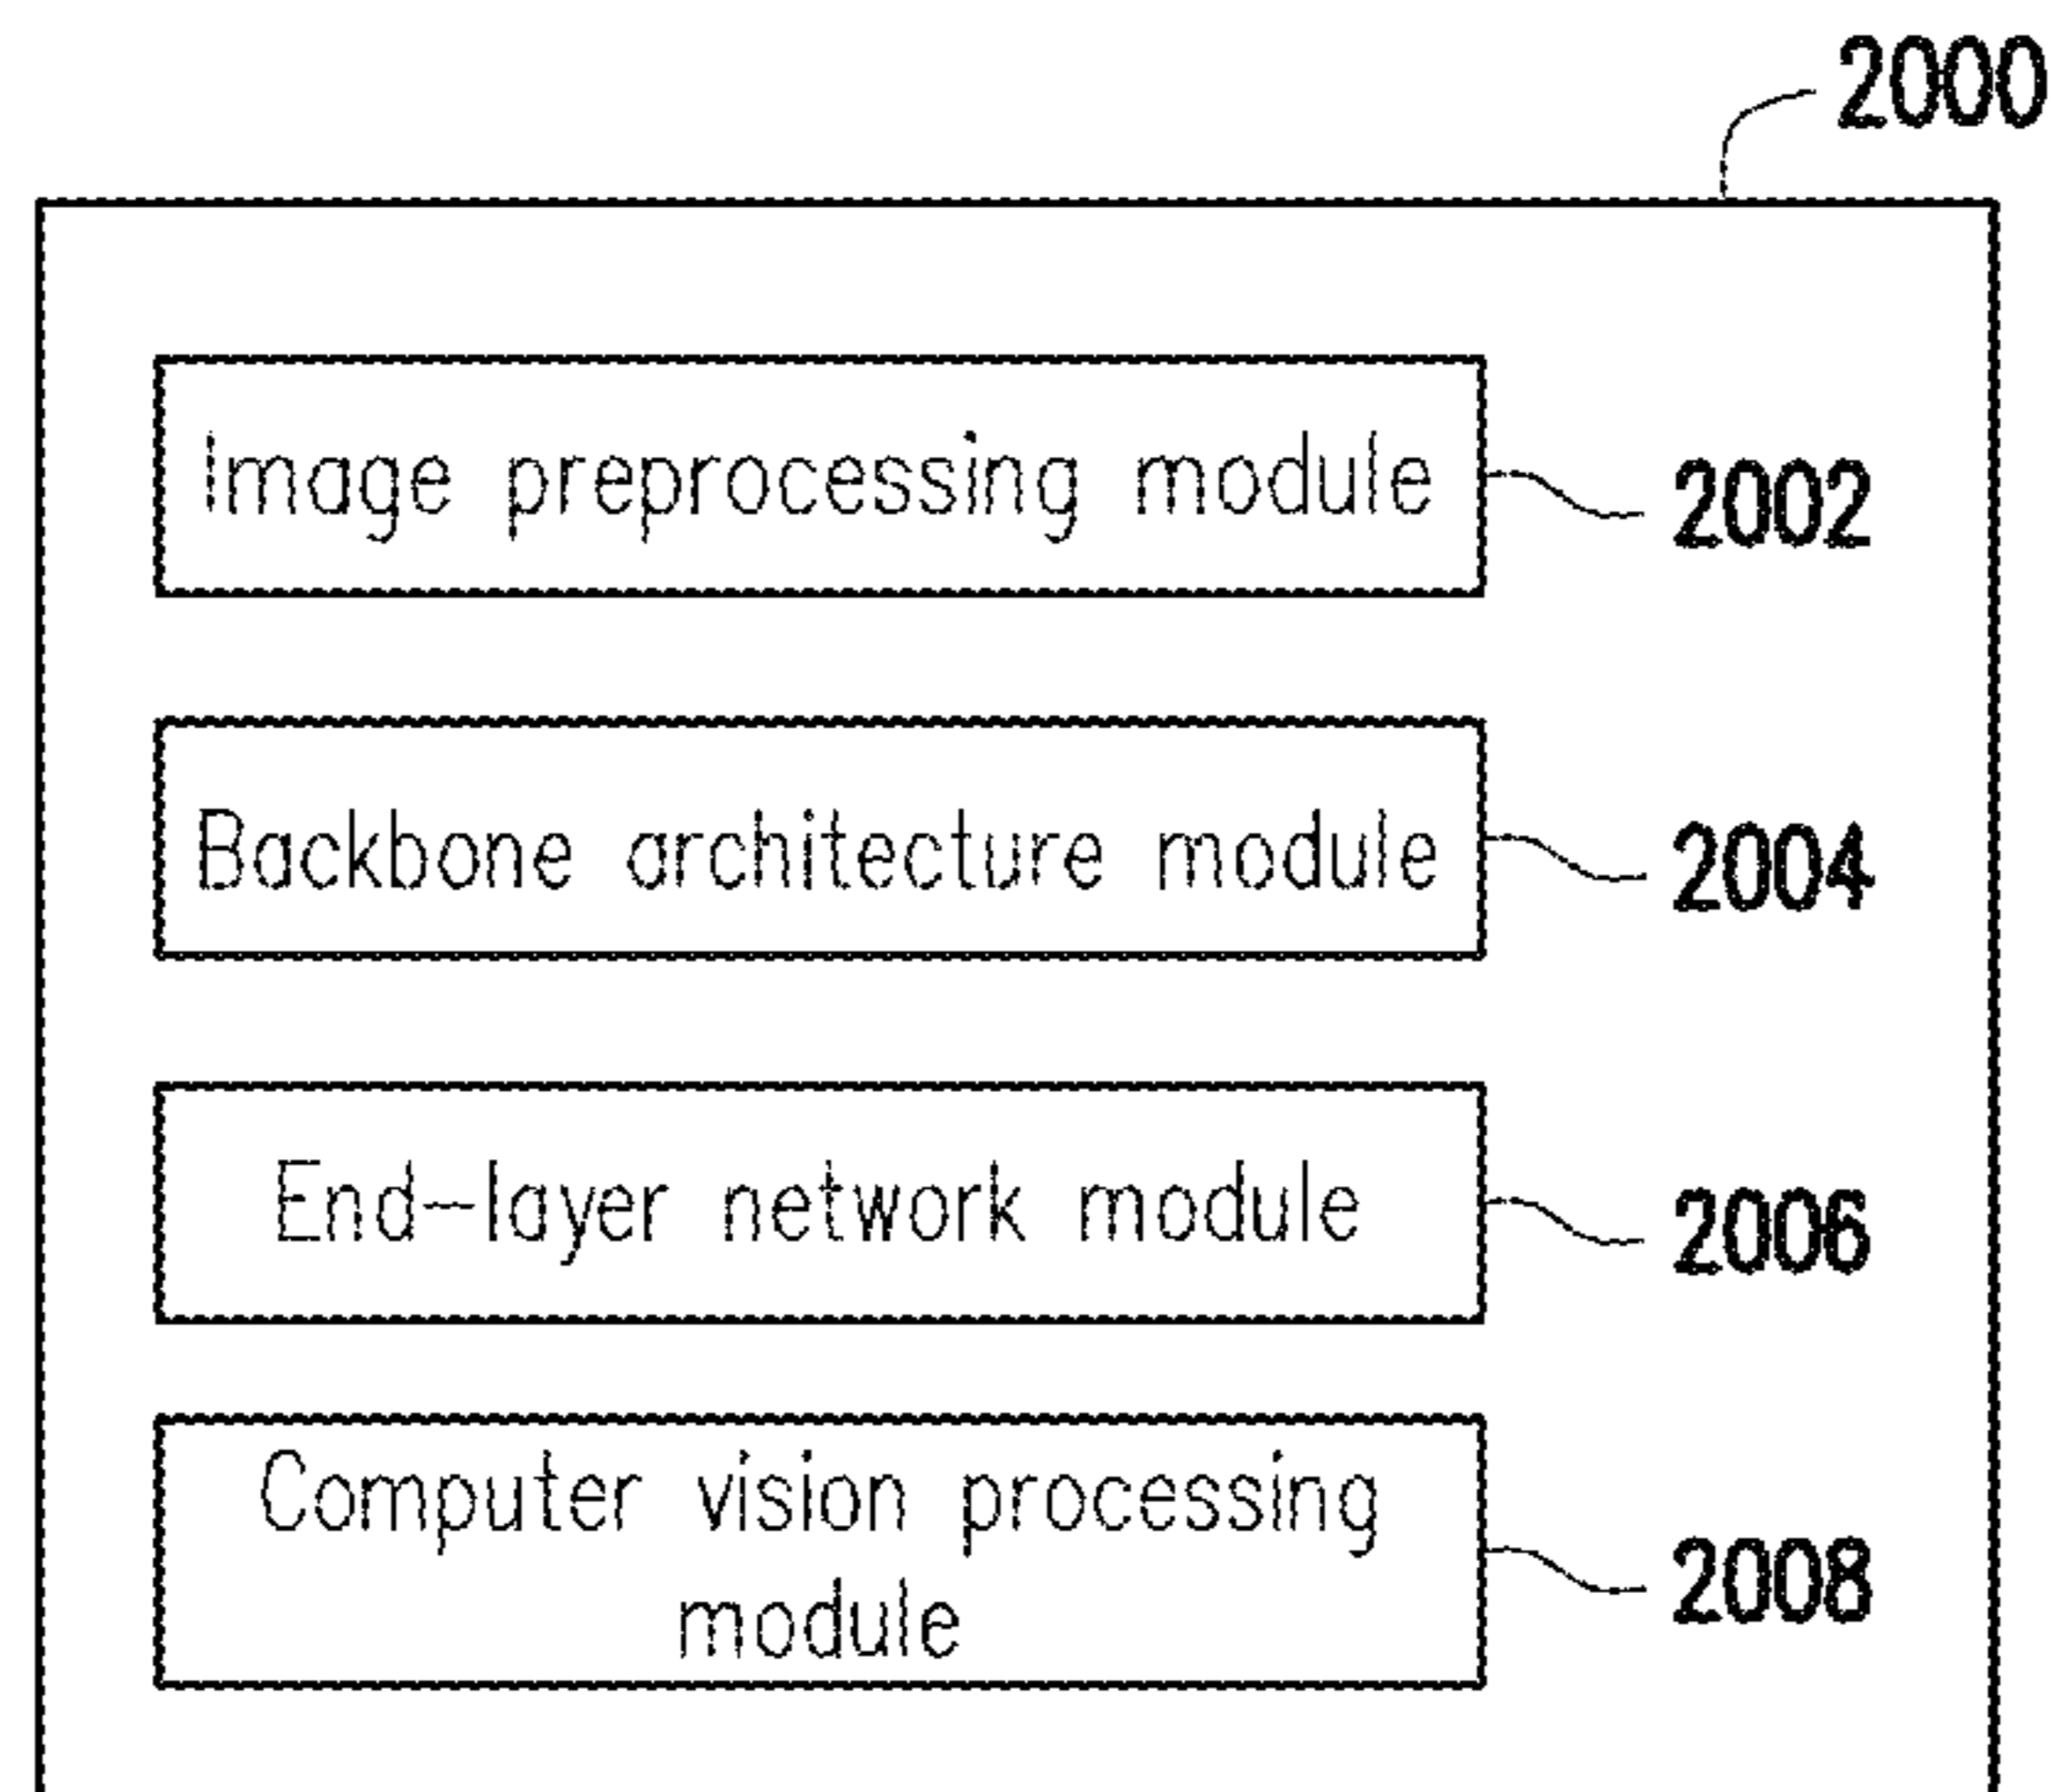 2000
Image preprocessing module 2002
Backbone architecture module 2004
End-layer network module 2006
Computer vision processing
module 2008